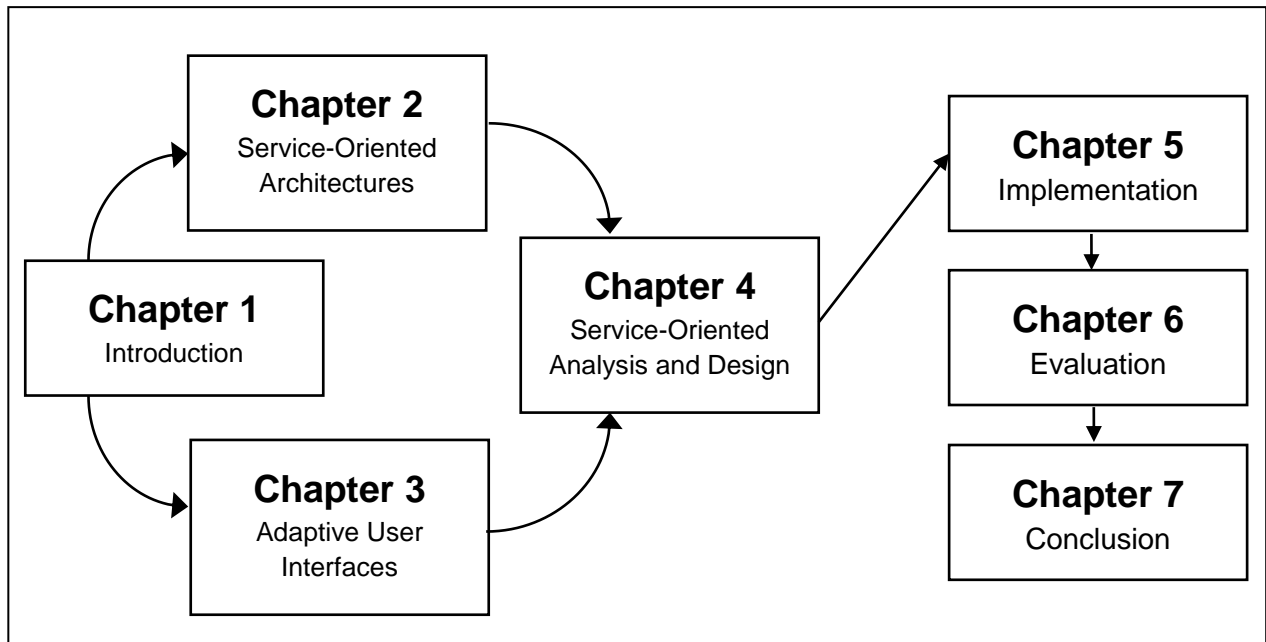 Chapter 1
Introduction
Chapter 2
Service-Oriented
Architectures
Chapter 3
Adaptive User
Interfaces
Chapter 4
Service-Oriented
Analysis and Design
Chapter 5
Implementation
Chapter 6
Evaluation
Chapter 7
Conclusion